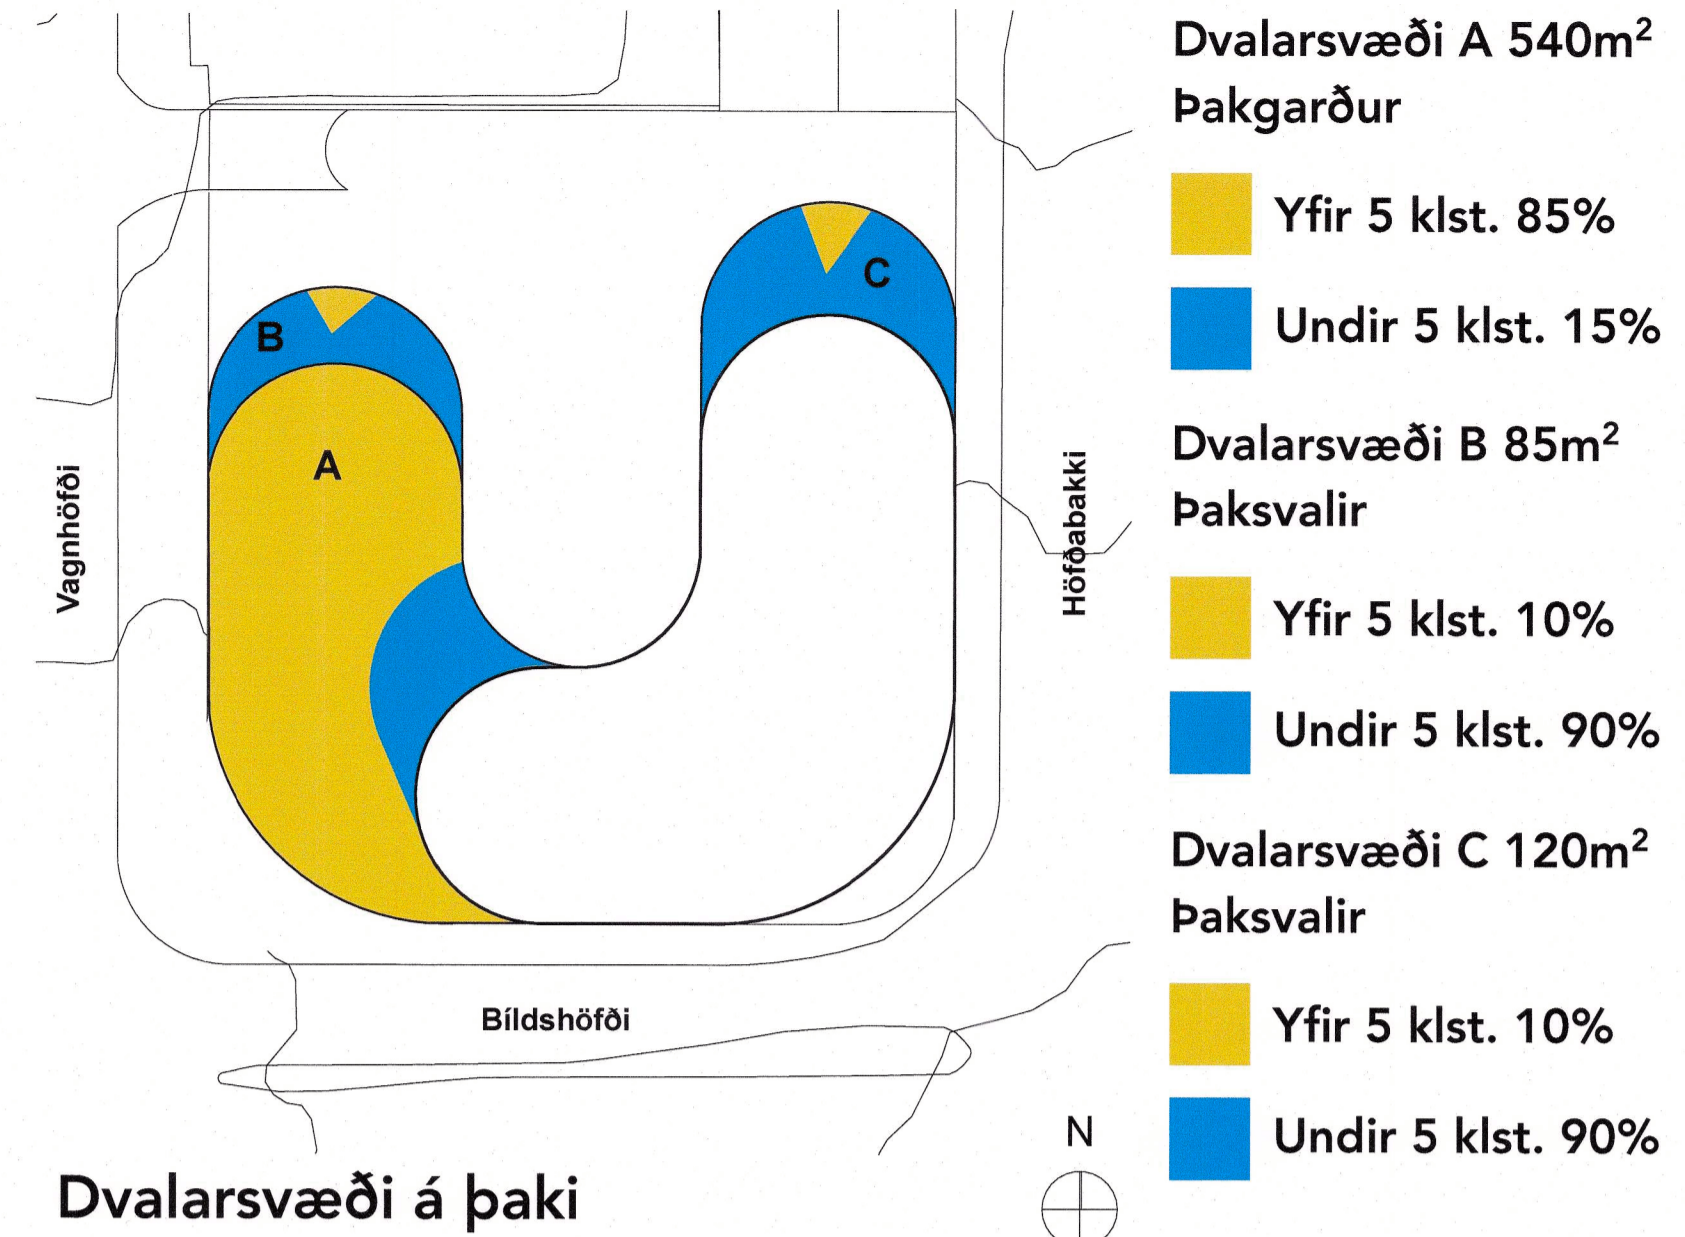 Dvalarsvæði A 540m²
Þakgarður
Yfir 5 klst. 85%
Undir 5 klst. 15%
Dvalarsvæði B 85m²
Þaksvalir
Yfir 5 klst. 10%
Undir 5 klst. 90%
Dvalarsvæði C 120m²
Þaksvalir
Yfir 5 klst. 10%
Undir 5 klst. 90%
C
B
A
Vagnhöfði
Höfðabakki
Bíldshöfði
N
Dvalarsvæði á þaki